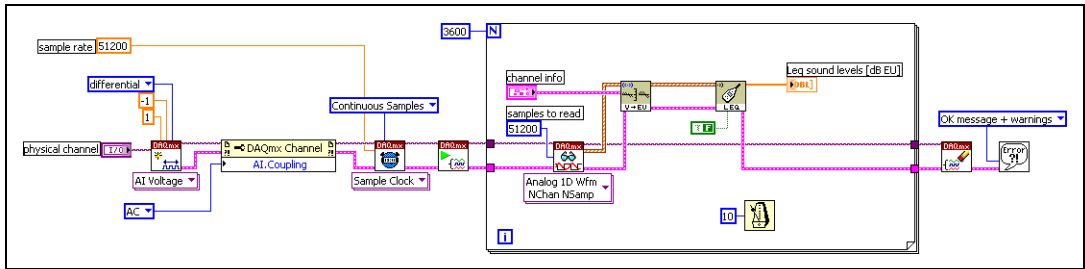 sample rate 51200
differential
-1
1
physical channel I/O
DAQmx
AI Voltage
AC
DAQmx Channel
AI.Coupling
Continuous Samples
DAQmx
Sample Clock
DAQmx
3600 N
channel info
samples to read
51200
DAQmx
Analog 1D Wfm
NChan NSamp
V→EU
LEQ
F
Leq sound levels [dB EU]
DBL
10
i
OK message + warnings
DAQmx
Error
?!